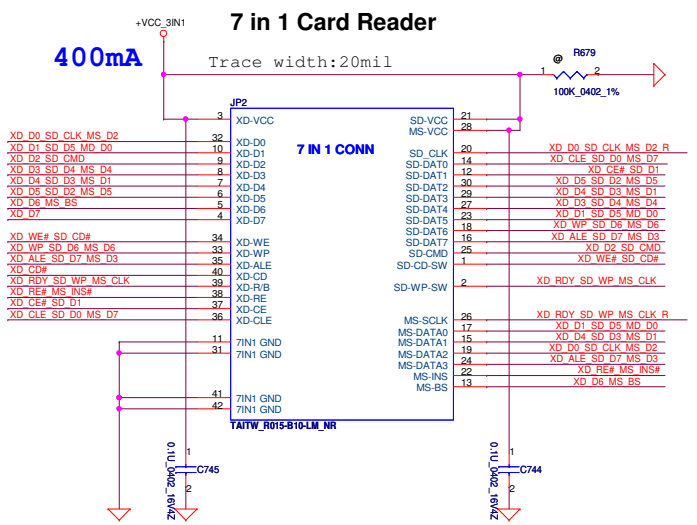 7 in 1 Card Reader
+VCC_3IN1
400mA
Trace width:20mil
@
R679
1
2
100K_0402_1%
JP2
7 IN 1 CONN
3 XD-VCC
XD_D0_SD_CLK_MS_D2 32 XD-D0
XD_D1_SD_D5_MD_D0 10 XD-D1
XD_D2_SD_CMD 9 XD-D2
XD_D3_SD_D4_MS_D4 8 XD-D3
XD_D4_SD_D3_MS_D1 7 XD-D4
XD_D5_SD_D2_MS_D5 6 XD-D5
XD_D6_MS_BS 5 XD-D6
XD_D7 4 XD-D7
XD_WE#_SD_CD# 34 XD-WE
XD_WP_SD_D6_MS_D6 33 XD-WP
XD_ALE_SD_D7_MS_D3 35 XD-ALE
XD_CD# 40 XD-CD
XD_RDY_SD_WP_MS_CLK 39 XD-R/B
XD_RE#_MS_INS# 38 XD-RE
XD_CE#_SD_D1 37 XD-CE
XD_CLE_SD_D0_MS_D7 36 XD-CLE
11 7IN1 GND
31 7IN1 GND
41 7IN1 GND
42 7IN1 GND
SD-VCC 21
MS-VCC 28
SD_CLK 20 XD_D0_SD_CLK_MS_D2_R
SD-DAT0 14 XD_CLE_SD_D0_MS_D7
SD-DAT1 12 XD_CE#_SD_D1
SD-DAT2 30 XD_D5_SD_D2_MS_D5
SD-DAT3 29 XD_D4_SD_D3_MS_D1
SD-DAT4 27 XD_D3_SD_D4_MS_D4
SD-DAT5 23 XD_D1_SD_D5_MD_D0
SD-DAT6 18 XD_WP_SD_D6_MS_D6
SD-DAT7 16 XD_ALE_SD_D7_MS_D3
SD-CMD 25 XD_D2_SD_CMD
SD-CD-SW 1 XD_WE#_SD_CD#
SD-WP-SW 2 XD_RDY_SD_WP_MS_CLK
MS-SCLK 26 XD_RDY_SD_WP_MS_CLK_R
MS-DATA0 17 XD_D1_SD_D5_MD_D0
MS-DATA1 15 XD_D4_SD_D3_MS_D1
MS-DATA2 19 XD_D0_SD_CLK_MS_D2
MS-DATA3 24 XD_ALE_SD_D7_MS_D3
MS-INS 22 XD_RE#_MS_INS#
MS-BS 13 XD_D6_MS_BS
TAITW_R015-B10-LM_NR
0.1U_0402_16V4Z
1
C745
2
0.1U_0402_16V4Z
1
C744
2